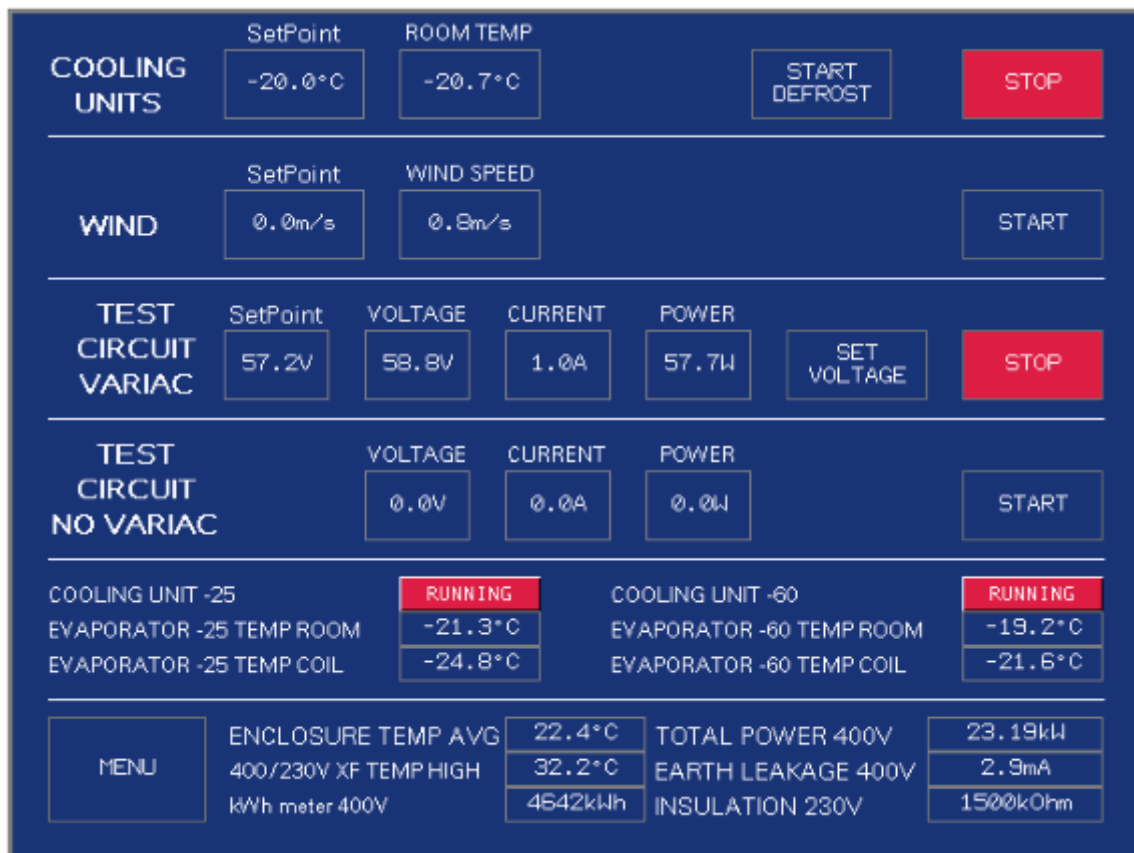 SetPoint ROOM TEMP
COOLING UNITS -20.0°C -20.7°C START DEFROST STOP
SetPoint WIND SPEED
WIND 0.0m/s 0.8m/s START
TEST CIRCUIT VARIAC SetPoint VOLTAGE CURRENT POWER
57.2V 58.8V 1.0A 57.7W SET VOLTAGE STOP
TEST CIRCUIT NO VARIAC VOLTAGE CURRENT POWER
0.0V 0.0A 0.0W START
COOLING UNIT -25 RUNNING COOLING UNIT -60 RUNNING
EVAPORATOR -25 TEMP ROOM -21.3°C EVAPORATOR -60 TEMP ROOM -19.2°C
EVAPORATOR -25 TEMP COIL -24.8°C EVAPORATOR -60 TEMP COIL -21.6°C
MENU
ENCLOSURE TEMP AVG 22.4°C TOTAL POWER 400V 23.19kW
400/230V XF TEMP HIGH 32.2°C EARTH LEAKAGE 400V 2.9mA
kWh meter 400V 4642kWh INSULATION 230V 1500kOhm